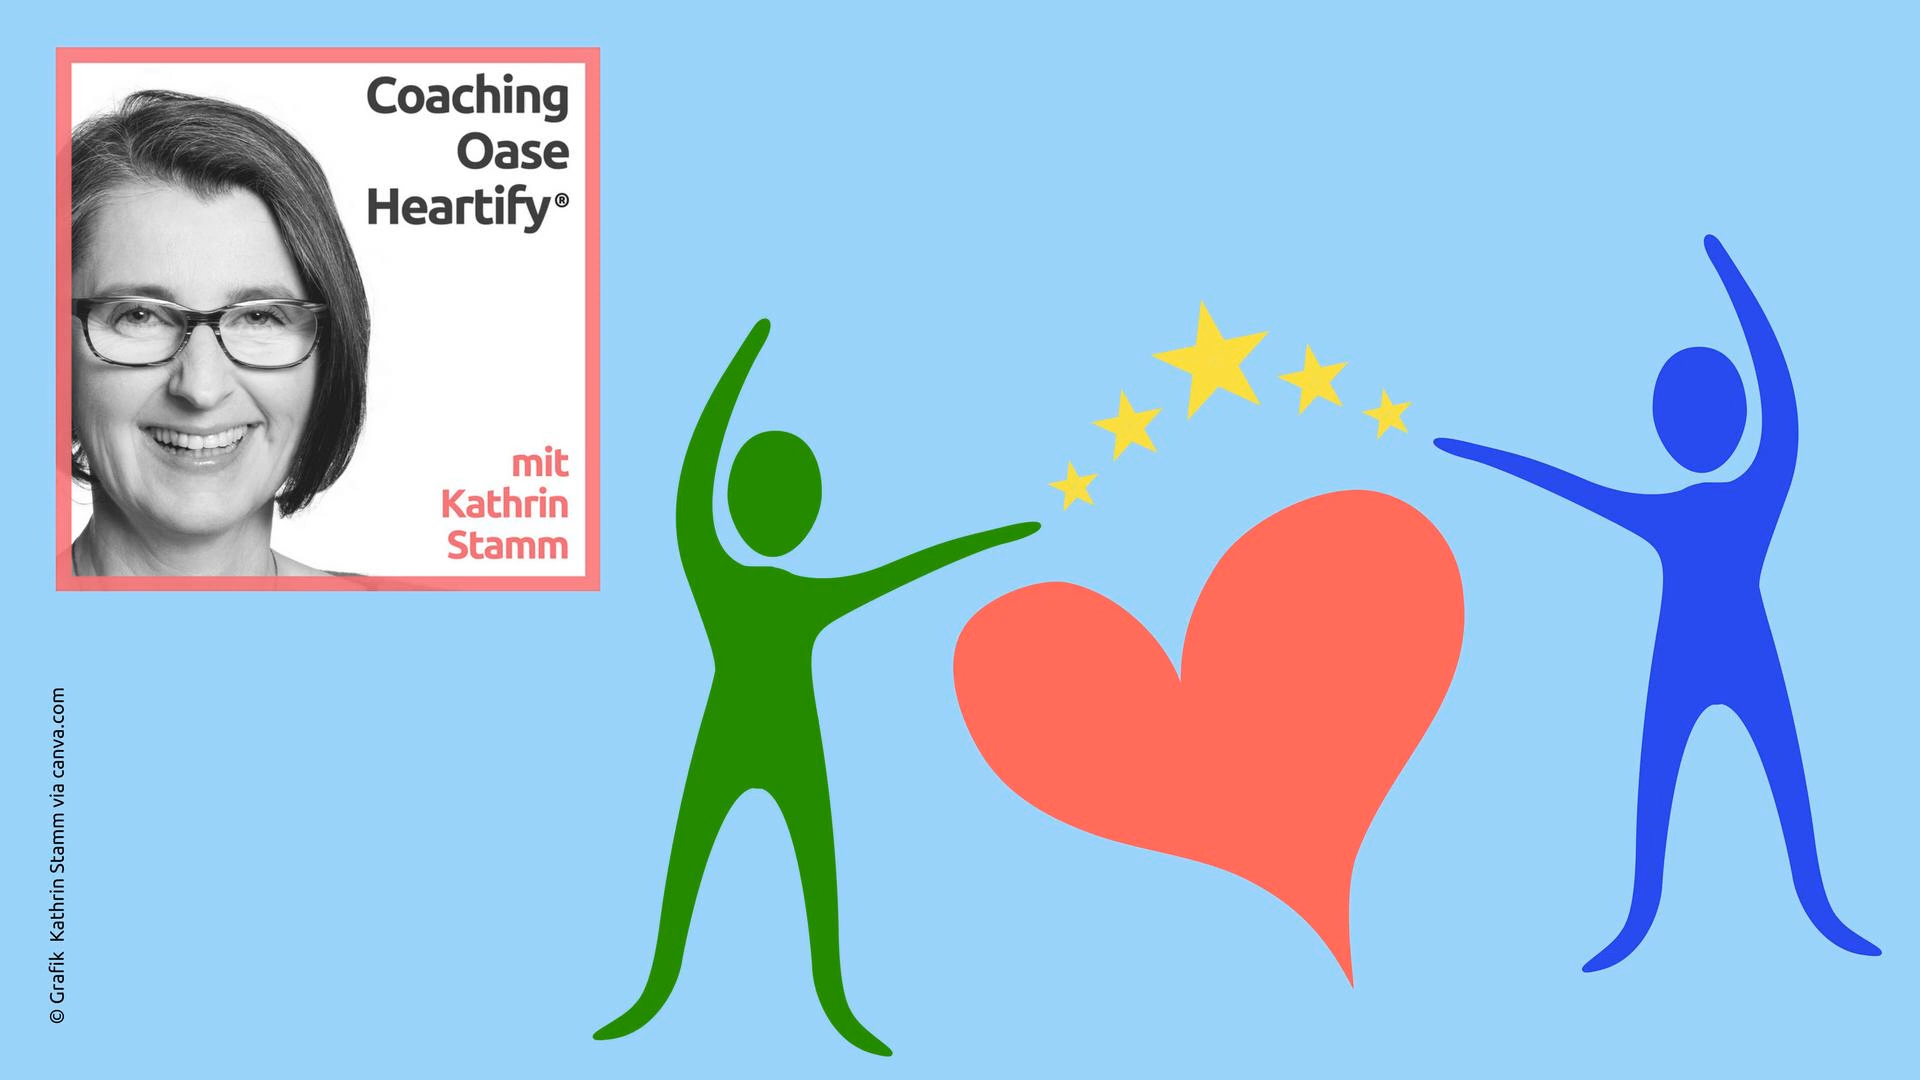 Coaching
Oase
Heartify®
mit
Kathrin
Stamm
© Grafik Kathrin Stamm via canva.com